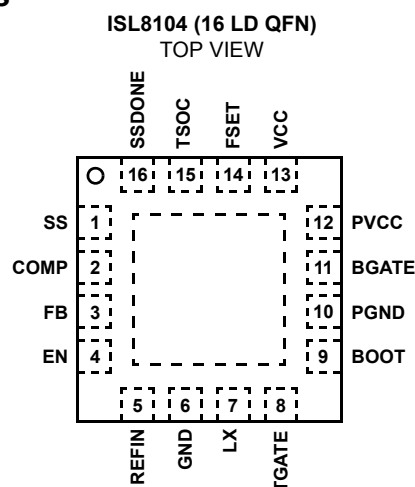 ISL8104 (16 LD QFN)
TOP VIEW
SSDONE
TSOC
FSET
VCC
16
15
14
13
SS
1
12
PVCC
COMP
2
11
BGATE
FB
3
10
PGND
EN
4
9
BOOT
5
6
7
8
REFIN
GND
LX
TGATE